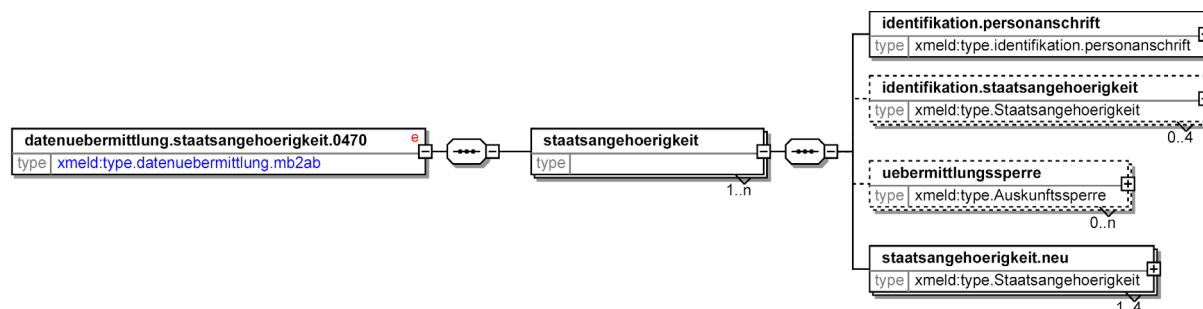 identifikation.personanschrift
type xmeld:type.identifikation.personanschrift
identifikation.staatsangehoerigkeit
type xmeld:type.Staatsangehoerigkeit
0..4
datenuebermittlung.staatsangehoerigkeit.0470 e
type xmeld:type.datenuebermittlung.mb2ab
staatsangehoerigkeit
type
1..n
uebermittlungssperre
type xmeld:type.Auskunftssperre
0..n
staatsangehoerigkeit.neu
type xmeld:type.Staatsangehoerigkeit
1..4